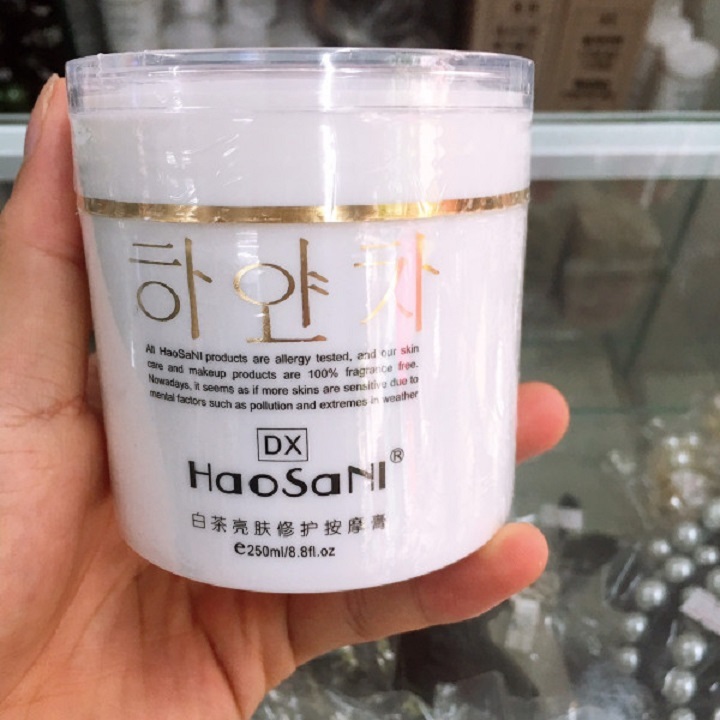 하얀차
All HaoSaNI products are allergy tested, and our skin
care and makeup products are 100% fragrance free.
Nowadays, it seems as if more skins are sensitive due to
mental factors such as pollution and extremes in weather
DX
HaoSaNI®
白茶亮肤修护按摩膏
e250ml/8.8fl.oz